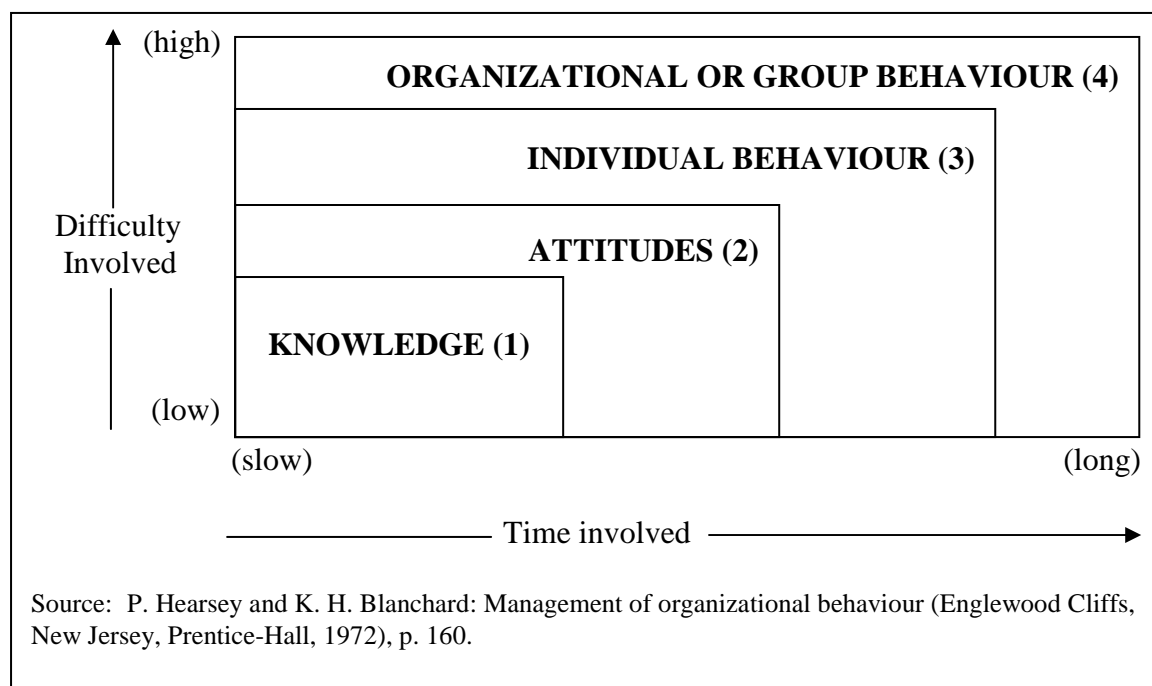 (high)
ORGANIZATIONAL OR GROUP BEHAVIOUR (4)
INDIVIDUAL BEHAVIOUR (3)
Difficulty
Involved
ATTITUDES (2)
KNOWLEDGE (1)
(low)
(slow)
(long)
Time involved
Source: P. Hearsey and K. H. Blanchard: Management of organizational behaviour (Englewood Cliffs,
New Jersey, Prentice-Hall, 1972), p. 160.